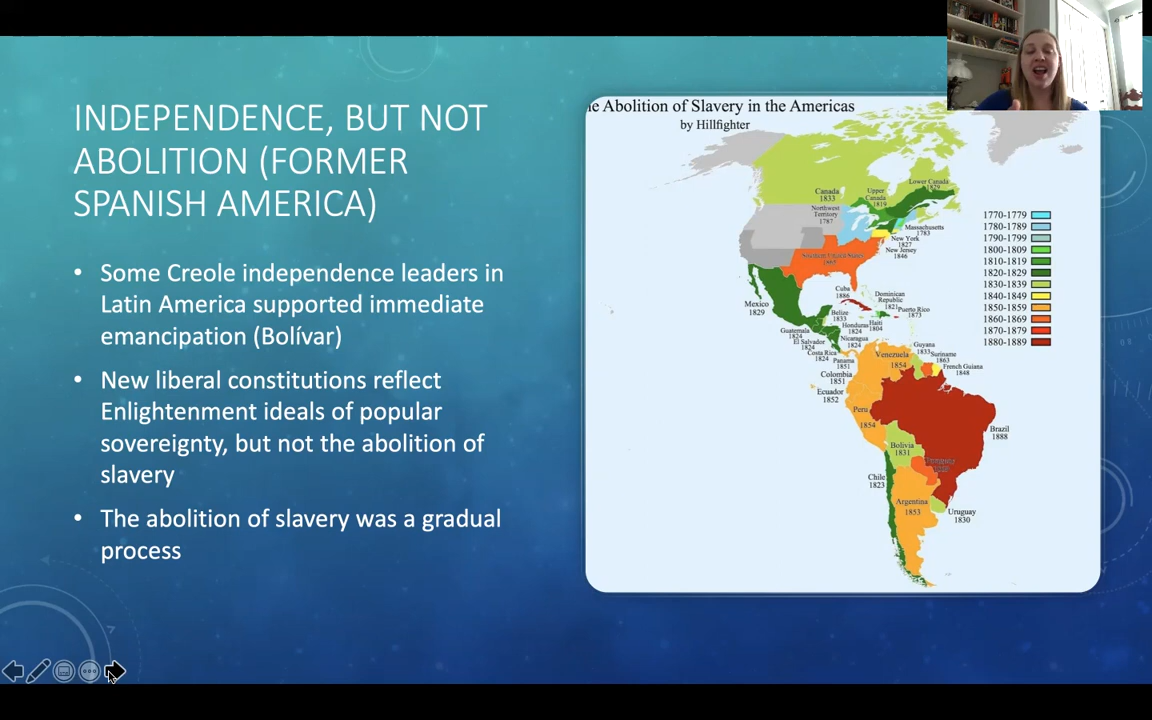 INDEPENDENCE, BUT NOT
ABOLITION (FORMER
SPANISH AMERICA)
• Some Creole independence leaders in
Latin America supported immediate
emancipation (Bolívar)
• New liberal constitutions reflect
Enlightenment ideals of popular
sovereignty, but not the abolition of
slavery
• The abolition of slavery was a gradual
process
Abolition of Slavery in the Americas
by Hillfighter
Canada
1833
Upper
Canada
1819
Lower Canada
Northwest
Territory
1787
Massachusetts
1783
New York
1827
New Jersey
1846
Southern United States
Mexico
1829
Cuba
1886
Dominican
Republic
Puerto Rico
1873
Belize
1833
Haiti
1804
Honduras
1824
Guatemala
1824
Nicaragua
1824
El Salvador
1824
Costa Rica
1824
Panama
1851
Guyana
1833
Suriname
1863
French Guiana
1848
Venezuela
1854
Colombia
1851
Ecuador
1852
Peru
1854
Brazil
1888
Bolivia
1831
Chile
1823
Argentina
1853
Uruguay
1830
1770-1779
1780-1789
1790-1799
1800-1809
1810-1819
1820-1829
1830-1839
1840-1849
1850-1859
1860-1869
1870-1879
1880-1889